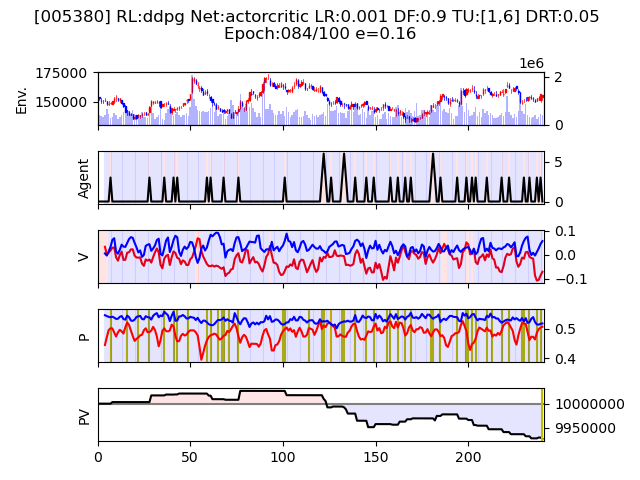 [005380] RL:ddpg Net:actorcritic LR:0.001 DF:0.9 TU:[1,6] DRT:0.05
Epoch:084/100 e=0.16
1e6
175000
150000
2
0
Env.
5
0
Agent
0.1
0.0
−0.1
V
0.5
0.4
P
10000000
9950000
PV
0 50 100 150 200